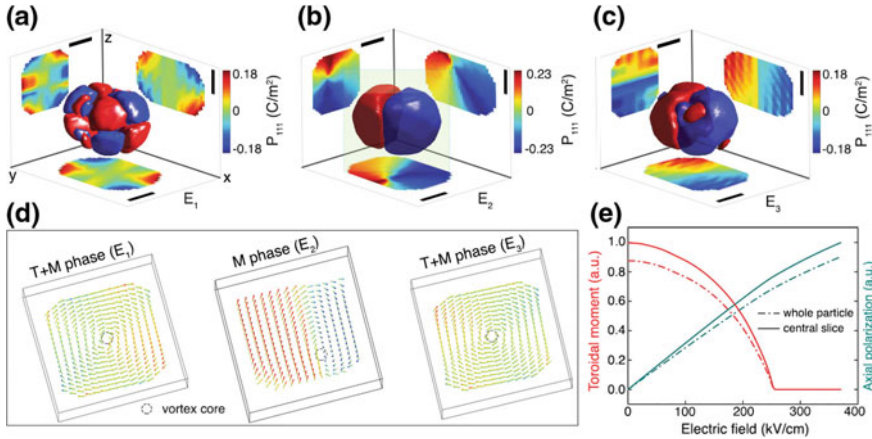 (a)
z
y
x
E1
0.18
0
-0.18
P111 (C/m²)
(b)
E2
0.23
0
-0.23
P111 (C/m²)
(c)
E3
0.18
0
-0.18
P111 (C/m²)
(d)
T+M phase (E1)
M phase (E2)
T+M phase (E3)
vortex core
(e)
Toroidal moment (a.u.)
1.0
0.8
0.6
0.4
0.2
0.0
whole particle
central slice
Axial polarization(a.u.)
0 100 200 300 400
Electric field (kV/cm)